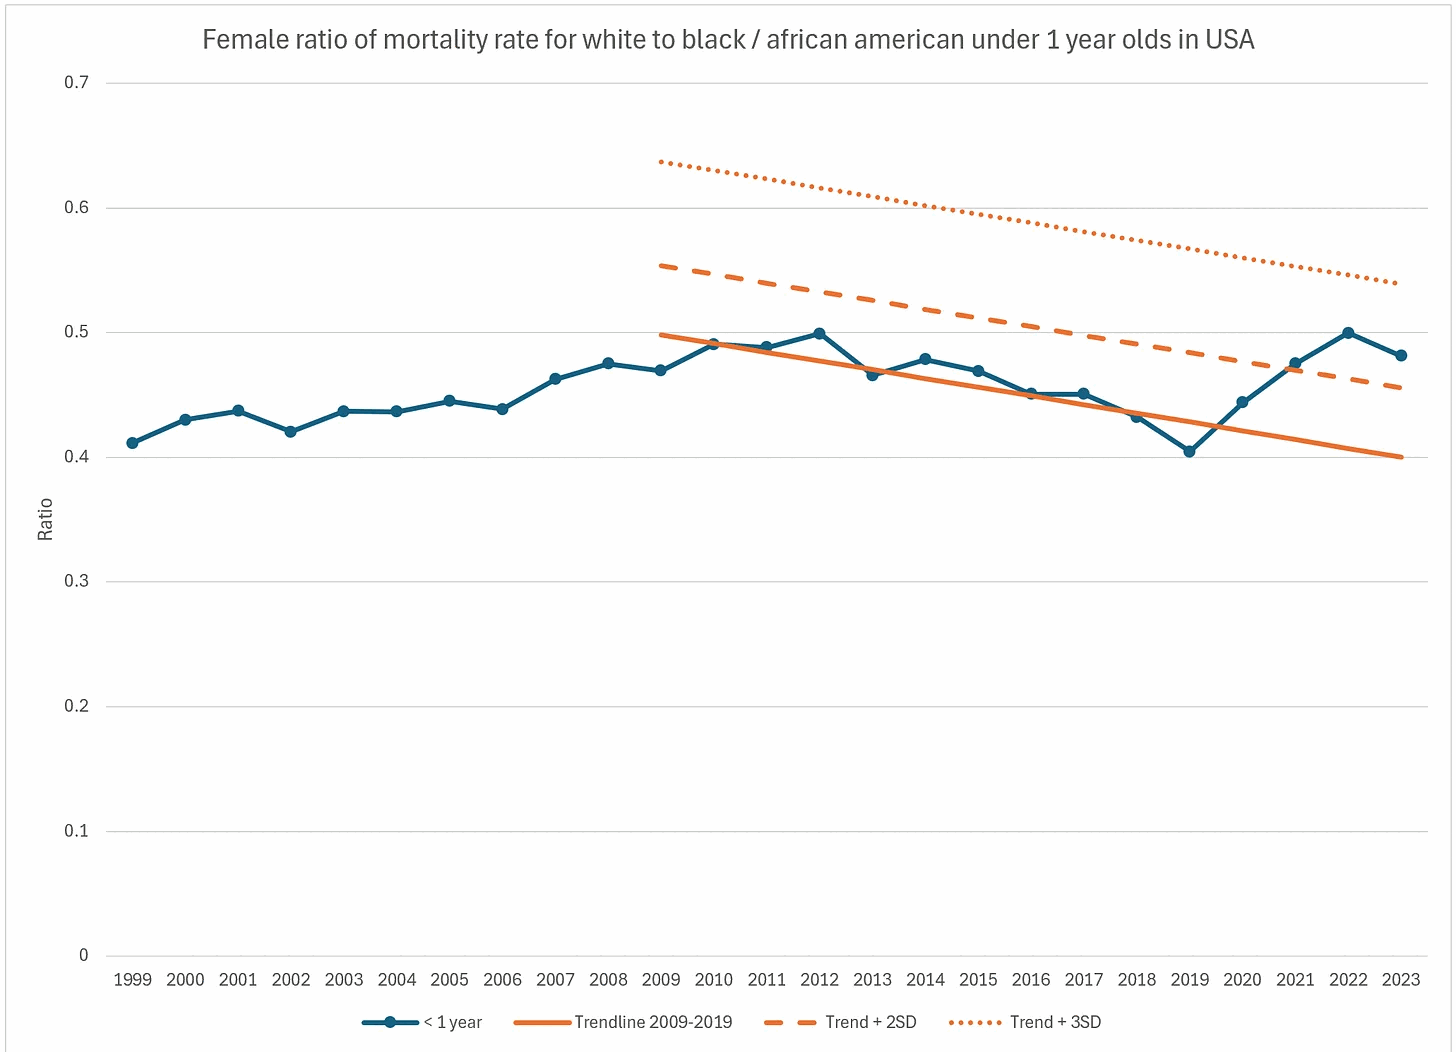 Female ratio of mortality rate for white to black / african american under 1 year olds in USA
0.7
0.6
0.5
0.4
Ratio
0.3
0.2
0.1
0
1999 2000 2001 2002 2003 2004 2005 2006 2007 2008 2009 2010 2011 2012 2013 2014 2015 2016 2017 2018 2019 2020 2021 2022 2023
< 1 year Trendline 2009-2019 Trend + 2SD Trend + 3SD